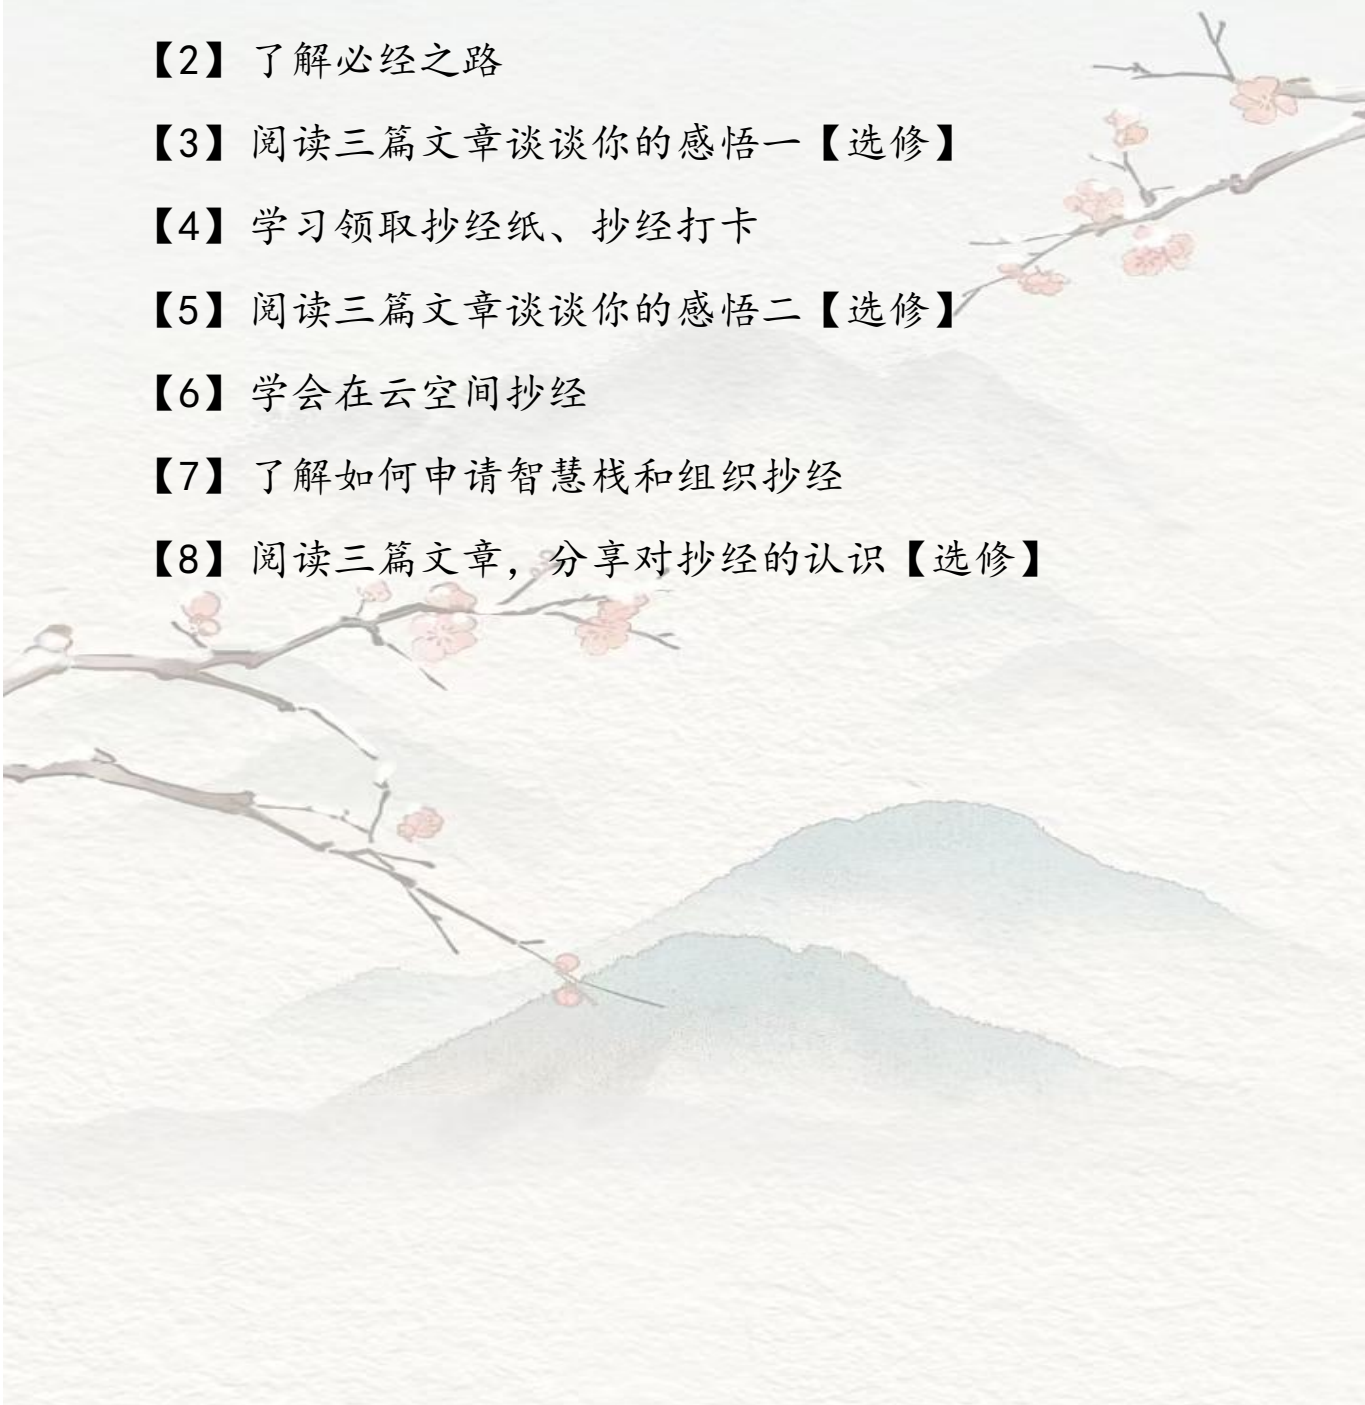 【2】了解必经之路
【3】阅读三篇文章谈谈你的感悟一【选修】
【4】学习领取抄经纸、抄经打卡
【5】阅读三篇文章谈谈你的感悟二【选修】
【6】学会在云空间抄经
【7】了解如何申请智慧栈和组织抄经
【8】阅读三篇文章，分享对抄经的认识【选修】